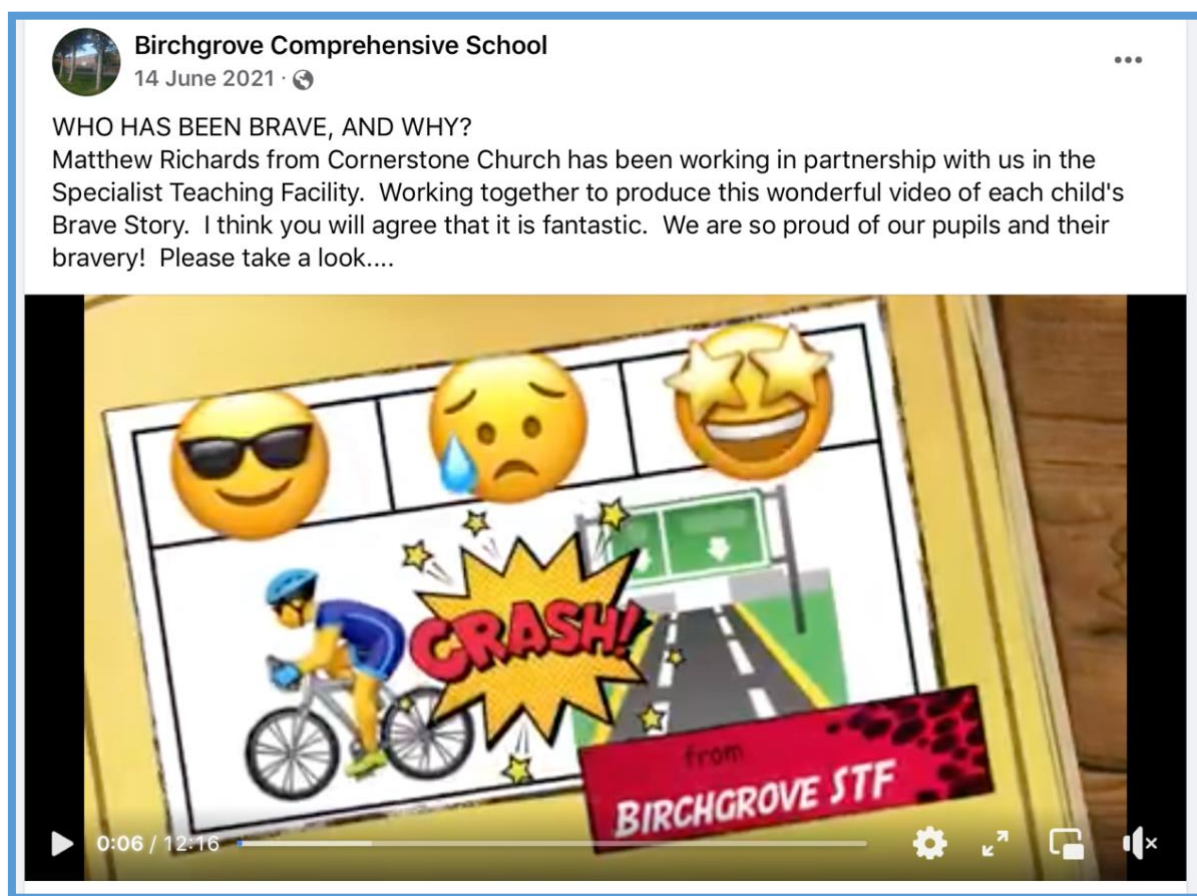 Birchgrove Comprehensive School
14 June 2021 ·
WHO HAS BEEN BRAVE, AND WHY?
Matthew Richards from Cornerstone Church has been working in partnership with us in the
Specialist Teaching Facility.  Working together to produce this wonderful video of each child's
Brave Story.  I think you will agree that it is fantastic.  We are so proud of our pupils and their
bravery!  Please take a look....
CRASH!
from
BIRCHGROVE STF
0:06 / 12:16